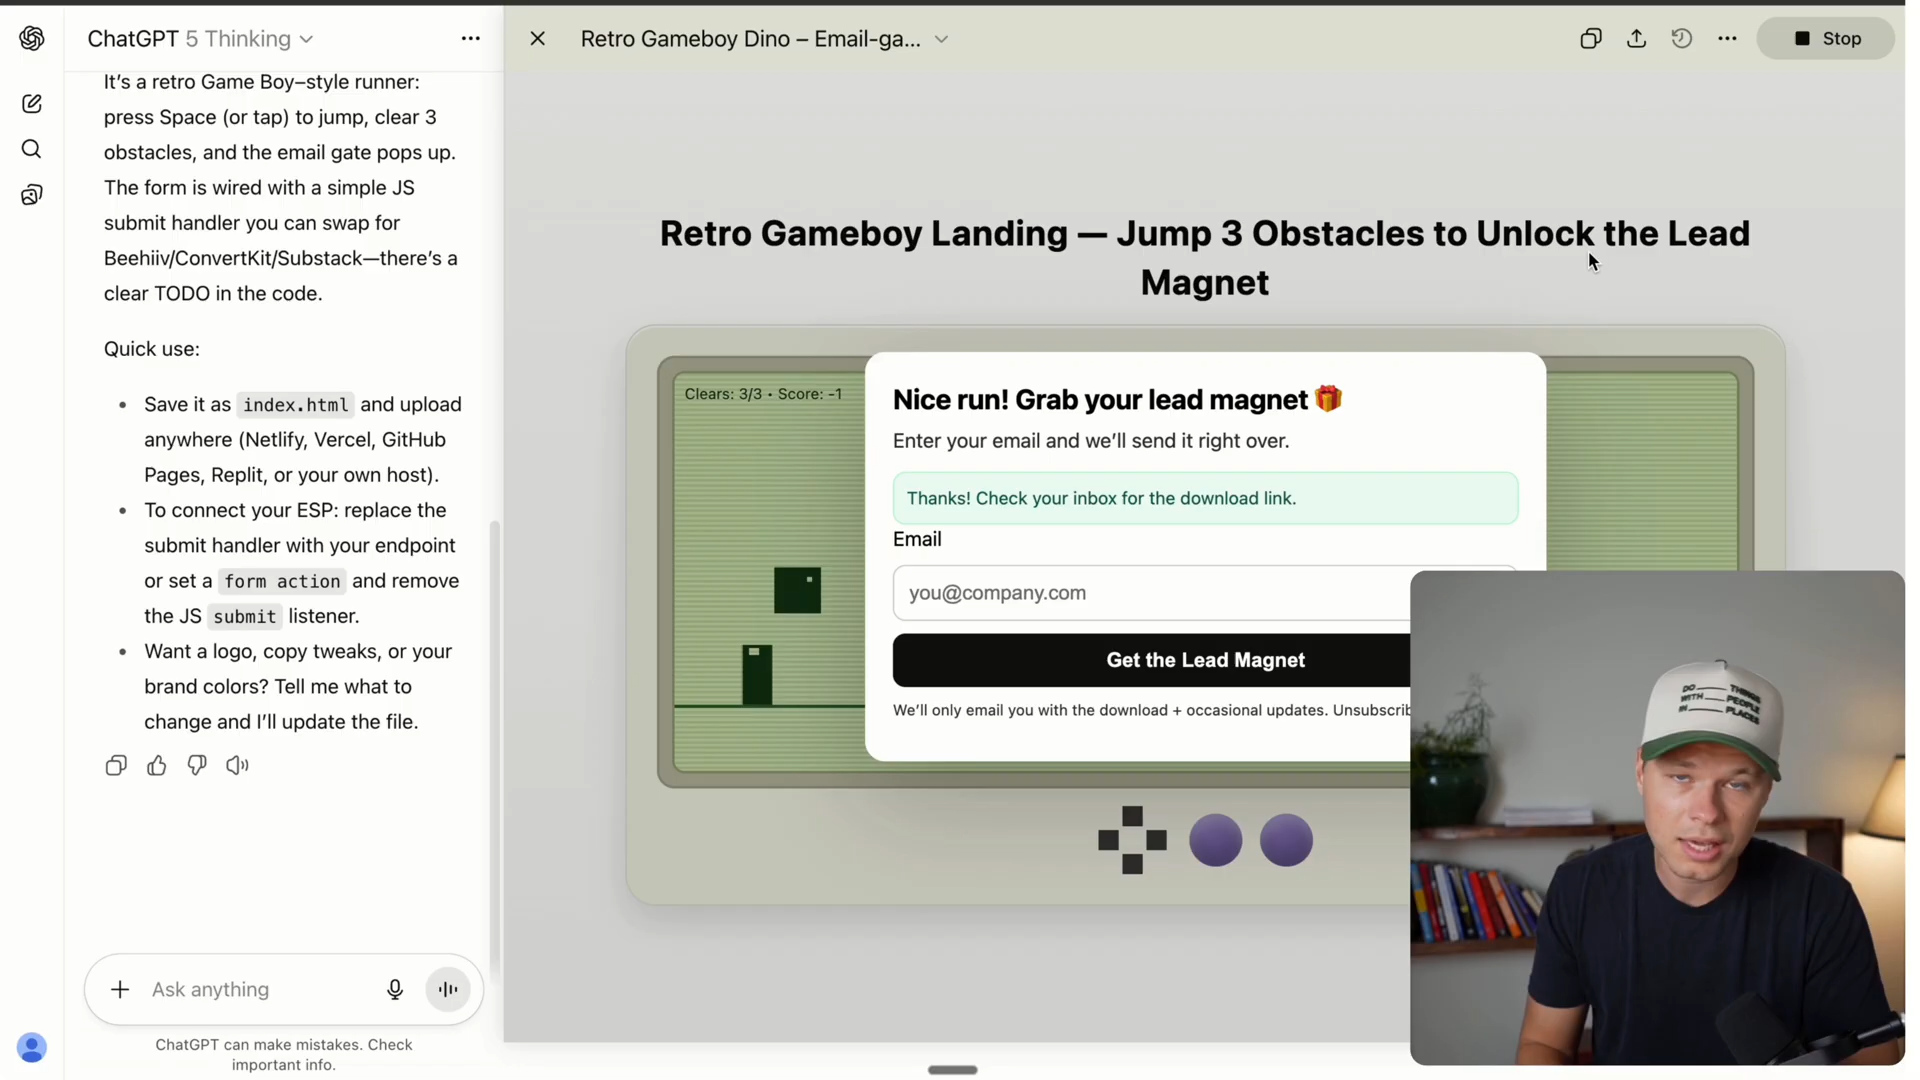 ChatGPT 5 Thinking
It’s a retro Game Boy–style runner:
press Space (or tap) to jump, clear 3
obstacles, and the email gate pops up.
The form is wired with a simple JS
submit handler you can swap for
Beehiiv/ConvertKit/Substack—there’s a
clear TODO in the code.
Quick use:
Save it as index.html and upload
anywhere (Netlify, Vercel, GitHub
Pages, Replit, or your own host).
To connect your ESP: replace the
submit handler with your endpoint
or set a form action and remove
the JS submit listener.
Want a logo, copy tweaks, or your
brand colors? Tell me what to
change and I’ll update the file.
Ask anything
ChatGPT can make mistakes. Check
important info.
Retro Gameboy Dino – Email-ga...
Stop
Retro Gameboy Landing — Jump 3 Obstacles to Unlock the Lead
Magnet
Clears: 3/3 • Score: -1
Nice run! Grab your lead magnet 🎁
Enter your email and we’ll send it right over.
Thanks! Check your inbox for the download link.
Email
you@company.com
Get the Lead Magnet
We’ll only email you with the download + occasional updates. Unsubscrib
DO ____ THINGS
WITH ____ PEOPLE
IN ____ PLACES